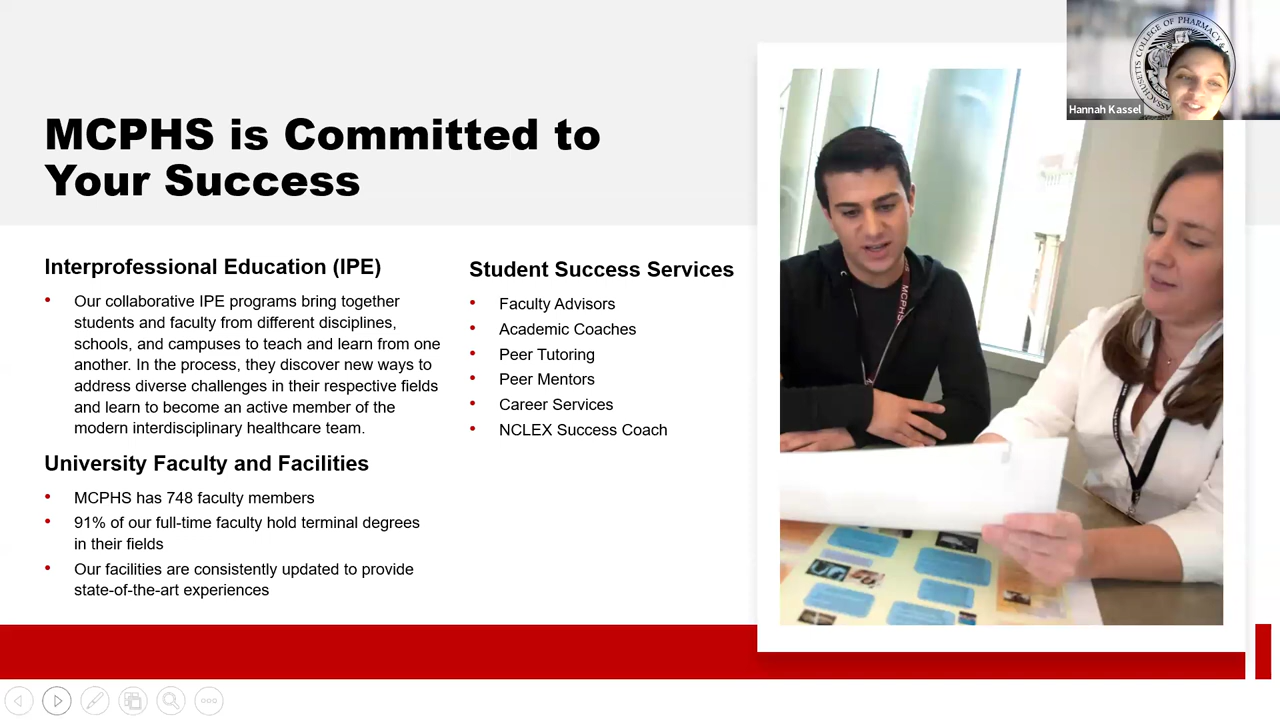 MCPHS is Committed to
Your Success
Interprofessional Education (IPE)
• Our collaborative IPE programs bring together
students and faculty from different disciplines,
schools, and campuses to teach and learn from one
another. In the process, they discover new ways to
address diverse challenges in their respective fields
and learn to become an active member of the
modern interdisciplinary healthcare team.
University Faculty and Facilities
• MCPHS has 748 faculty members
• 91% of our full-time faculty hold terminal degrees
in their fields
• Our facilities are consistently updated to provide
state-of-the-art experiences
Student Success Services
• Faculty Advisors
• Academic Coaches
• Peer Tutoring
• Peer Mentors
• Career Services
• NCLEX Success Coach
MCPHS
COLLEGE OF PHARMACY &
MASSACHUSETTS
Hannah Kassel